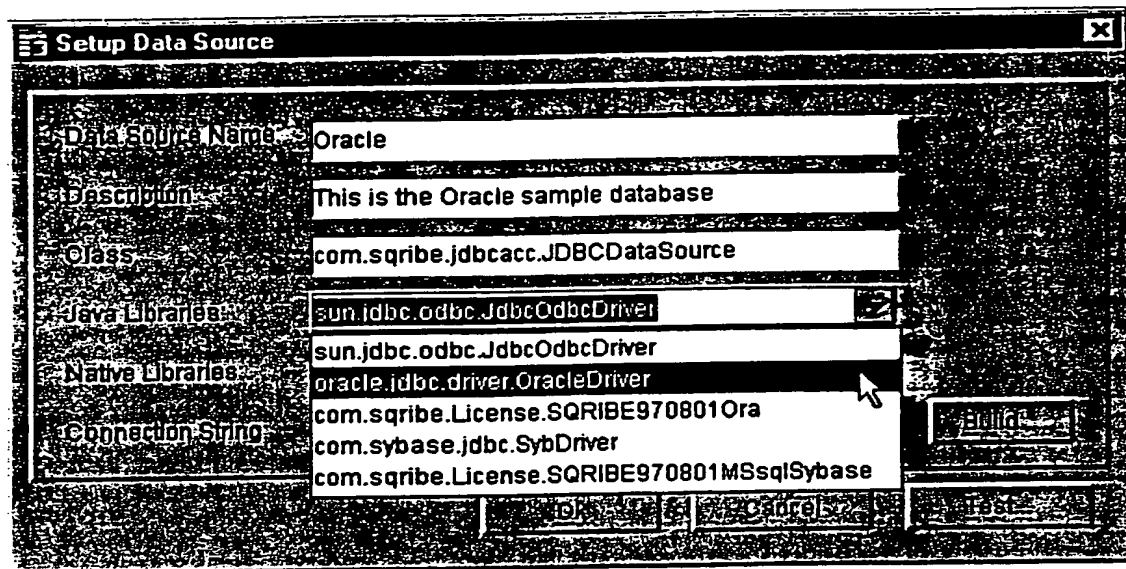 Setup Data Source
Data Source Name: Oracle
Description: This is the Oracle sample database
Class com.sqribe.jdbcacc.JDBCDataSource
Java Libraries: sun.jdbc.odbc.JdbcOdbcDriver
sun.jdbc.odbc.JdbcOdbcDriver
Native Libraries oracle.jdbc.driver.OracleDriver
com.sqribe.License.SQRIBE970801Ora
Connection String com.sybase.jdbc.SybDriver Build...
com.sqribe.License.SQRIBE970801MSsqlSybase
Ok Cancel Test...